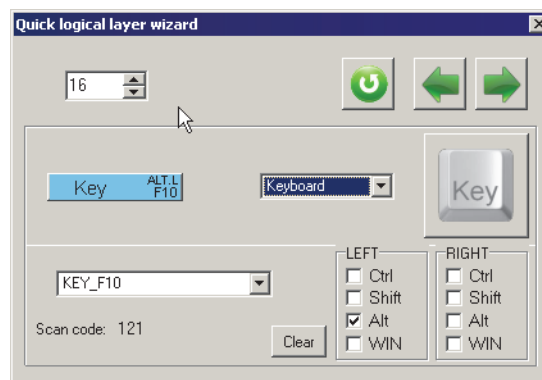 Quick logical layer wizard
16
Key ALT.L
F10
Keyboard
Key
KEY_F10
Scan code: 121
Clear
LEFT
Ctrl
Shift
Alt
WIN
RIGHT
Ctrl
Shift
Alt
WIN